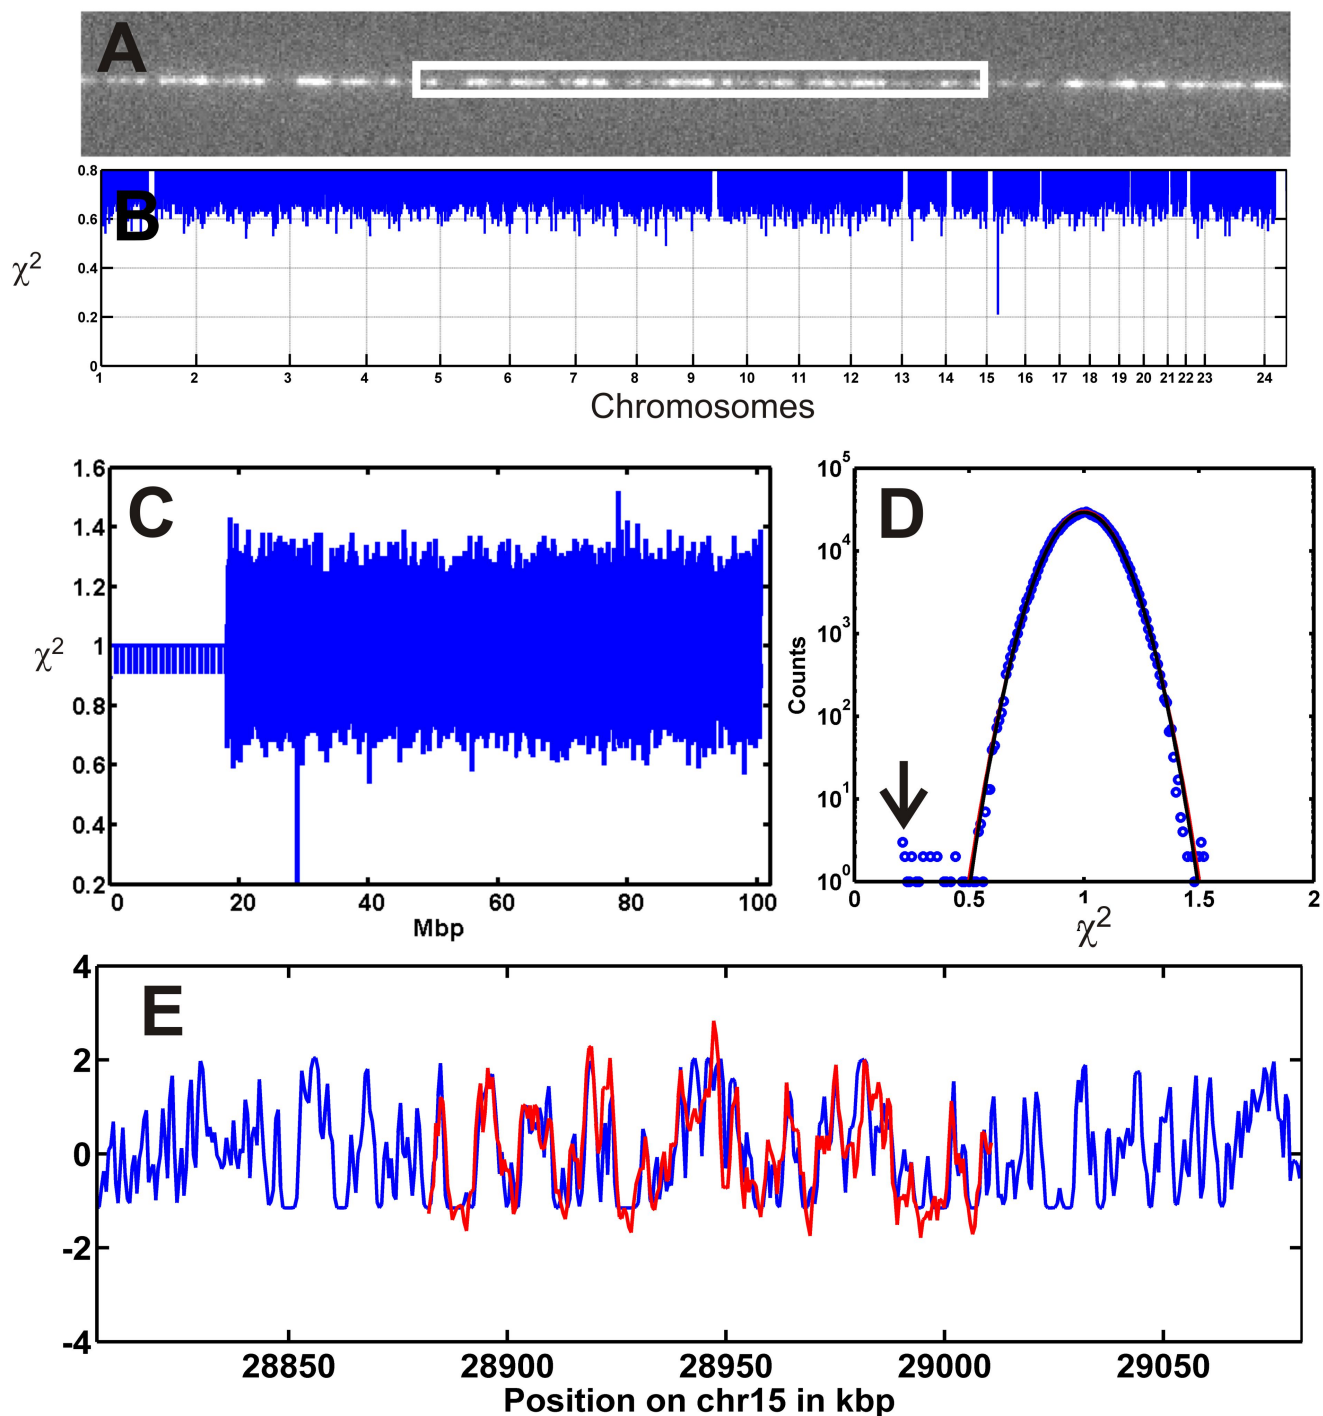 A
B
0.8
0.6
0.4
0.2
0
χ2
1 2 3 4 5 6 7 8 9 10 11 12 13 14 15 16 17 18 19 20 21 22 23 24
Chromosomes
C
1.6
1.4
1.2
1
0.8
0.6
0.4
0.2
χ2
0 20 40 60 80 100
Mbp
D
10^5
10^4
10^3
10^2
10^1
10^0
Counts
0 0.5 1 1.5 2
χ2
E
4
2
0
-2
-4
28850 28900 28950 29000 29050
Position on chr15 in kbp